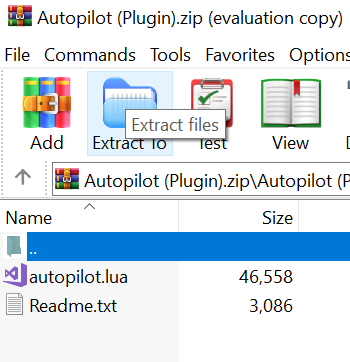 Autopilot (Plugin).zip (evaluation copy)
File Commands Tools Favorites Options
Add Extract To Test View
Extract files
Autopilot (Plugin).zip\Autopilot (P
Name Size
..
autopilot.lua 46,558
Readme.txt 3,086